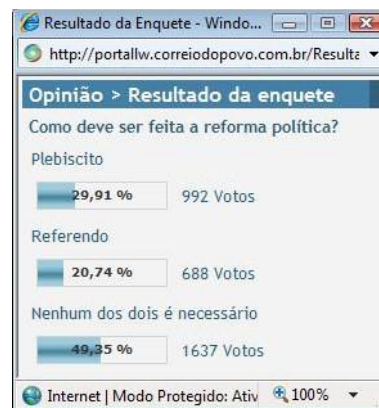 Resultado da Enquete - Windo...
http://portallw.correiodopovo.com.br/Resulta
Opinião > Resultado da enquete
Como deve ser feita a reforma política?
Plebiscito
29,91 % 992 Votos
Referendo
20,74 % 688 Votos
Nenhum dos dois é necessário
49,35 % 1637 Votos
Internet | Modo Protegido: Ativ 100%